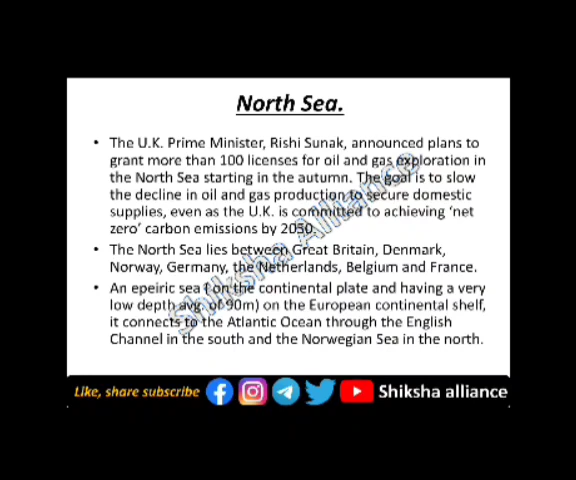 North Sea.
• The U.K. Prime Minister, Rishi Sunak, announced plans to
grant more than 100 licenses for oil and gas exploration in
the North Sea starting in the autumn. The goal is to slow
the decline in oil and gas production to secure domestic
supplies, even as the U.K. is committed to achieving ‘net
zero’ carbon emissions by 2050.
• The North Sea lies between Great Britain, Denmark,
Norway, Germany, the Netherlands, Belgium and France.
• An epeiric sea ( on the continental plate and having a very
low depth avg. of 90m) on the European continental shelf,
it connects to the Atlantic Ocean through the English
Channel in the south and the Norwegian Sea in the north.
Shiksha Alliance
Like, share subscribe Shiksha alliance